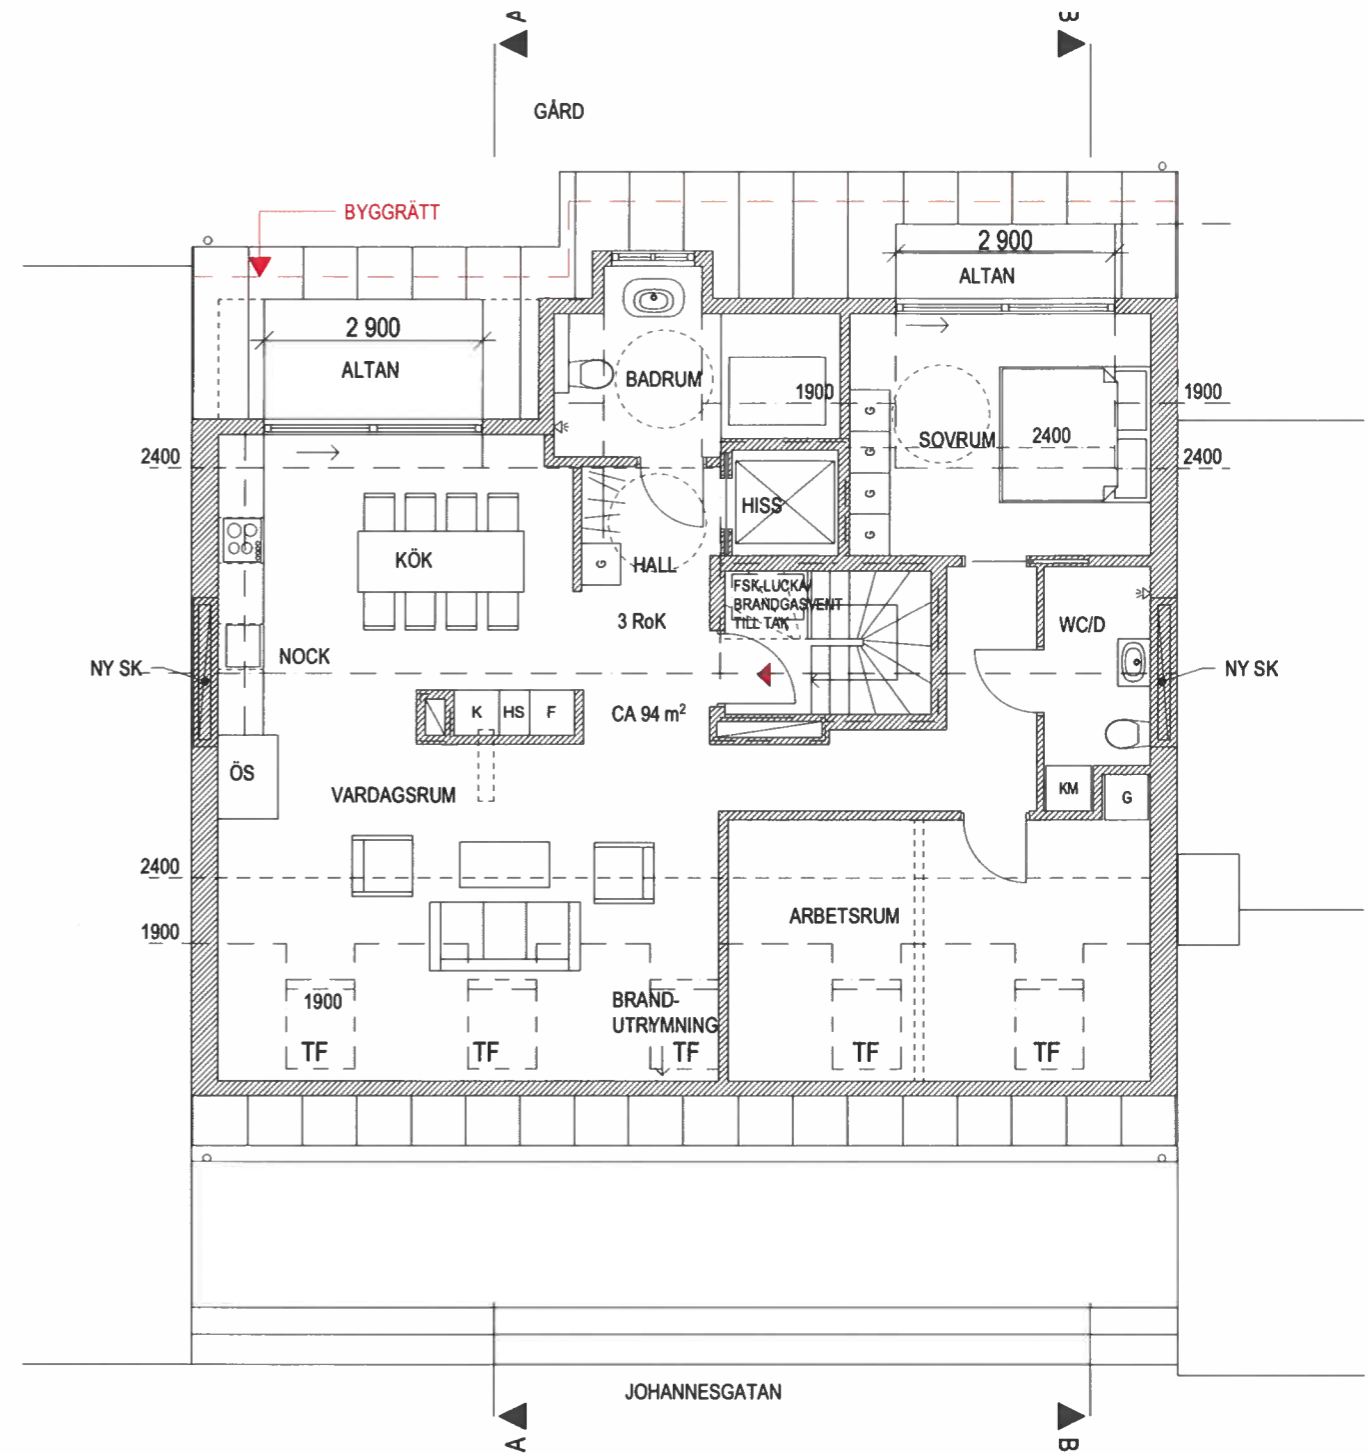 A
B
GÅRD
BYGGRÄTT
2 900
ALTAN
2 900
ALTAN
BADRUM
1900
1900
SOVRUM
2400
2400
2400
G
G
G
G
HISS
KÖK
HALL
G
FSK-LUCKA/
BRANDGASVENT
TILL TAK
3 RoK
WC/D
NOCK
NY SK
NY SK
K
HS
F
CA 94 m²
ÖS
VARDAGSRUM
KM
G
2400
ARBETSRUM
1900
1900
BRAND-
UTRYMNING
TF
TF
TF
TF
TF
JOHANNESGATAN
A
B